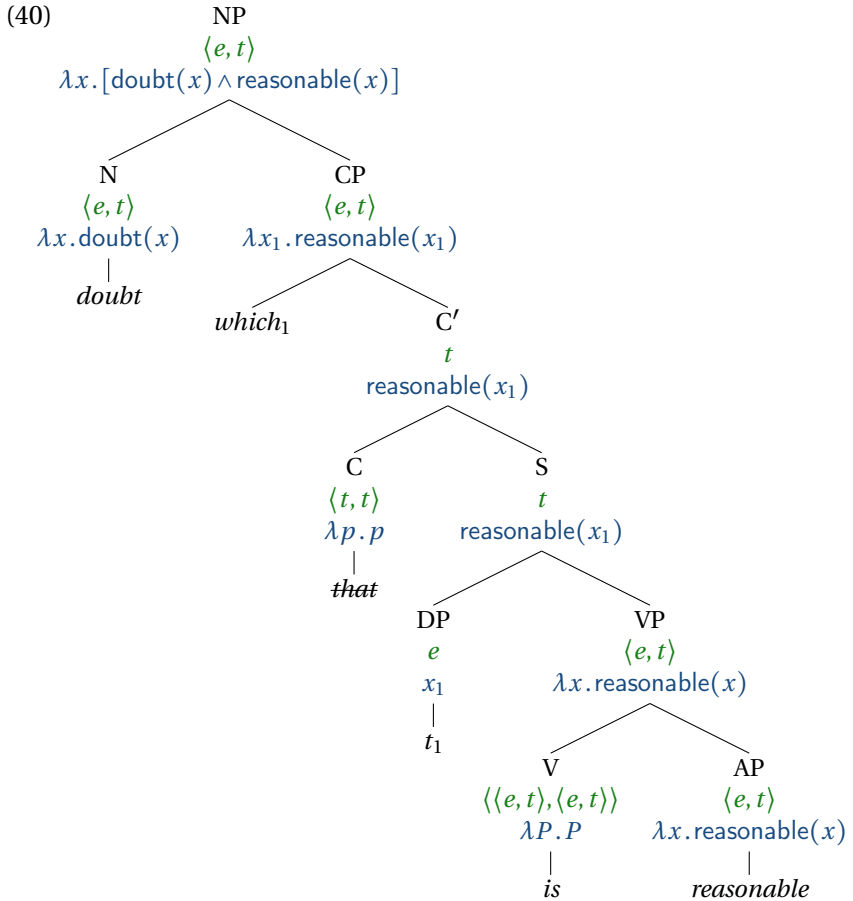 (40) NP
⟨e, t⟩
λx.[doubt(x) ∧ reasonable(x)]
N CP
⟨e, t⟩ ⟨e, t⟩
λx.doubt(x) λx₁.reasonable(x₁)
doubt which₁ C′
t
reasonable(x₁)
C S
⟨t, t⟩ t
λp.p reasonable(x₁)
that
DP VP
e ⟨e, t⟩
x₁ λx.reasonable(x)
t₁
V AP
⟨⟨e, t⟩,⟨e, t⟩⟩ ⟨e, t⟩
λP.P λx.reasonable(x)
is reasonable